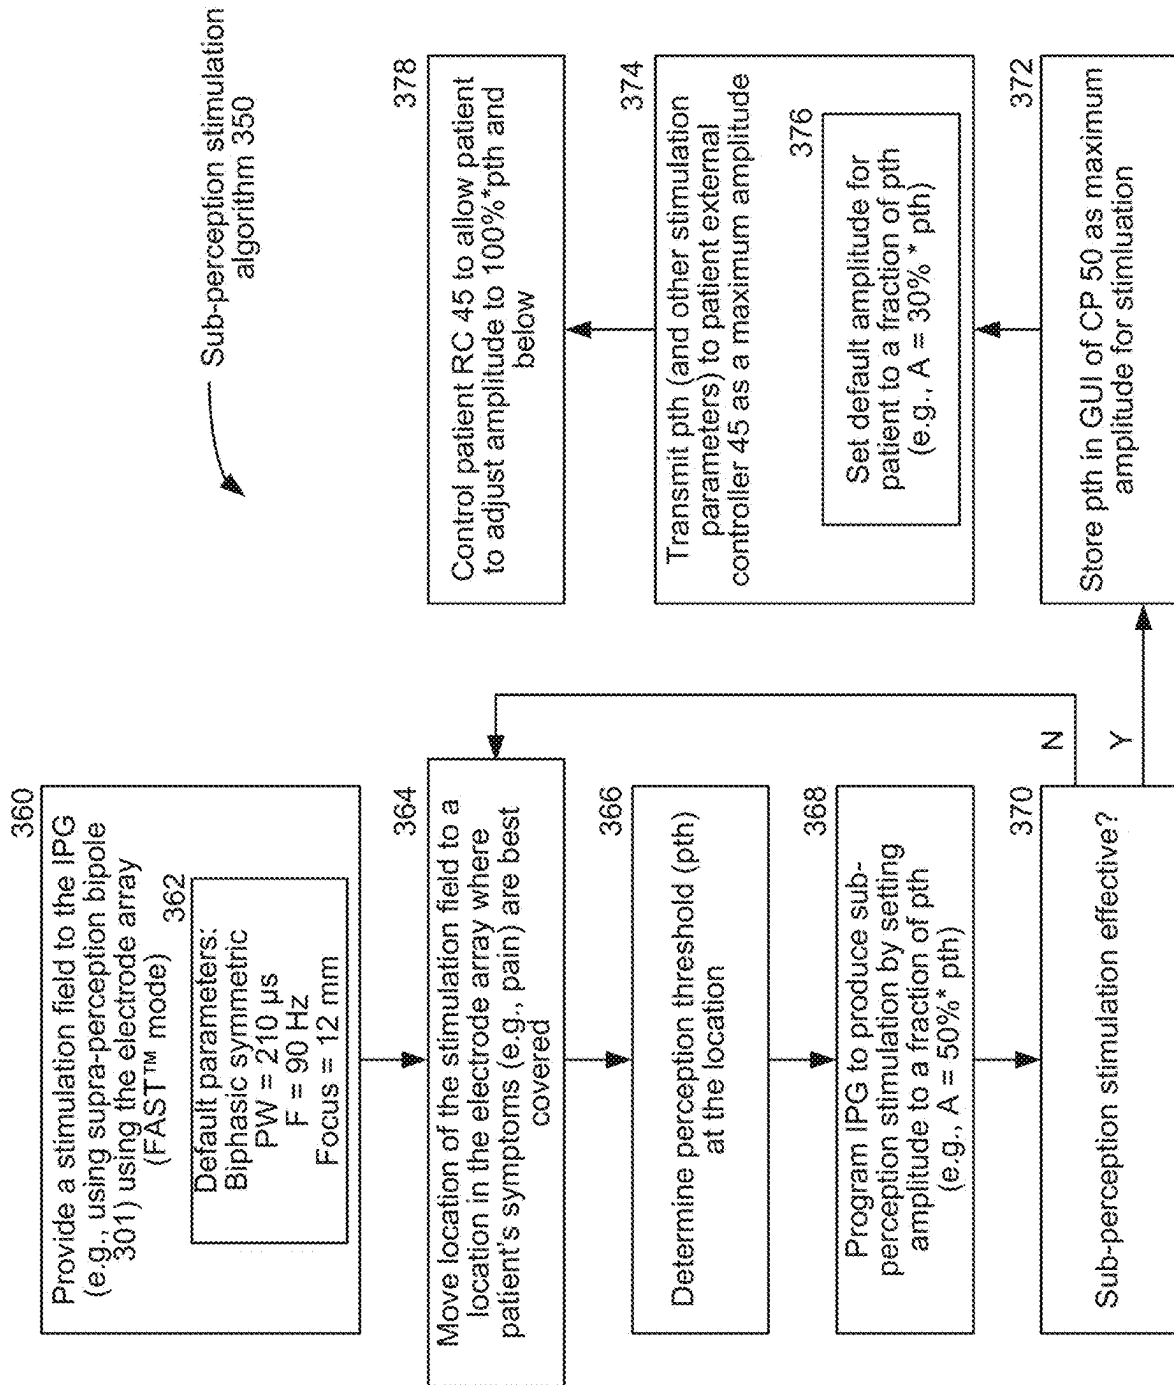 Sub-perception stimulation
algorithm 350
360
Provide a stimulation field to the IPG
(e.g., using supra-perception bipole
301) using the electrode array
(FAST™ mode)
362
Default parameters:
Biphasic symmetric
PW = 210 µs
F = 90 Hz
Focus = 12 mm
364
Move location of the stimulation field to a
location in the electrode array where
patient's symptoms (e.g., pain) are best
covered
366
Determine perception threshold (pth)
at the location
368
Program IPG to produce sub-
perception stimulation by setting
amplitude to a fraction of pth
(e.g., A = 50%* pth)
370
Sub-perception stimulation effective?
N
Y
372
Store pth in GUI of CP 50 as maximum
amplitude for stimluation
374
Transmit pth (and other stimulation
parameters) to patient external
controller 45 as a maximum amplitude
376
Set default amplitude for
patient to a fraction of pth
(e.g., A = 30% * pth)
378
Control patient RC 45 to allow patient
to adjust amplitude to 100%*pth and
below